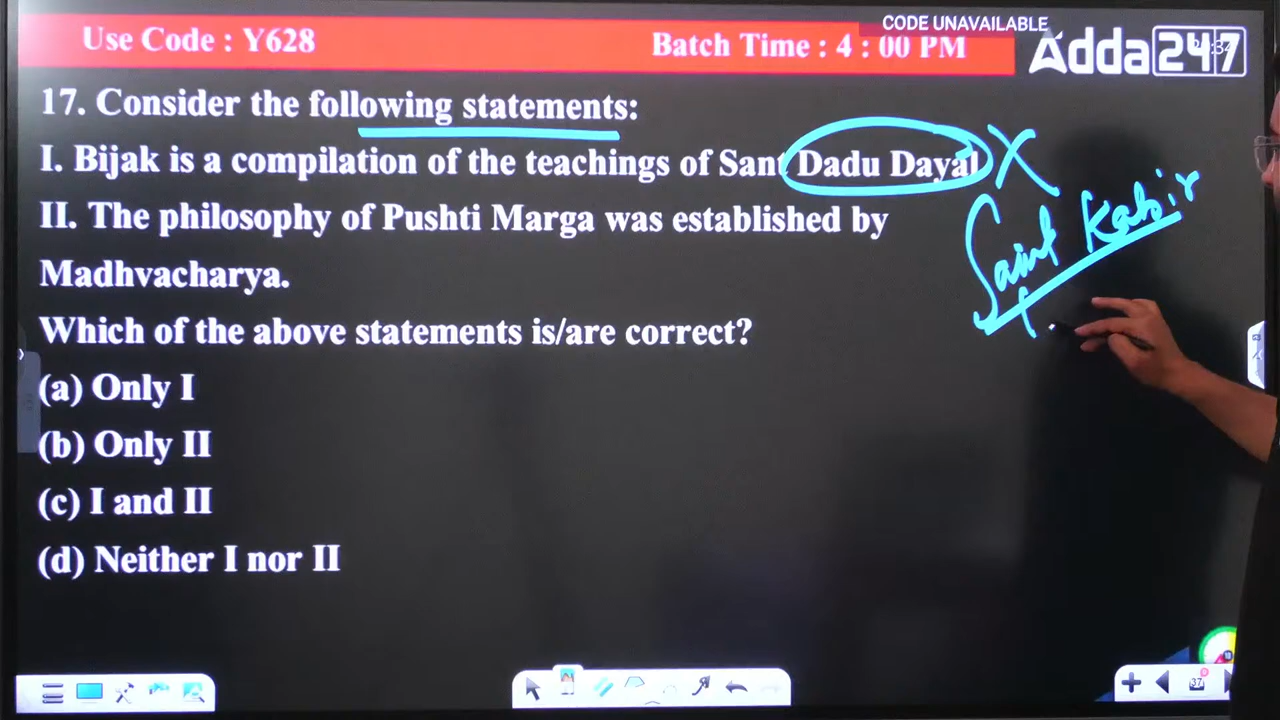 CODE UNAVAILABLE
Use Code : Y628
Batch Time : 4 : 00 PM
Adda 247
17. Consider the following statements:
I. Bijak is a compilation of the teachings of Sant Dadu Dayal
Saint Kabir
II. The philosophy of Pushti Marga was established by
Madhvacharya.
Which of the above statements is/are correct?
(a) Only I
(b) Only II
(c) I and II
(d) Neither I nor II